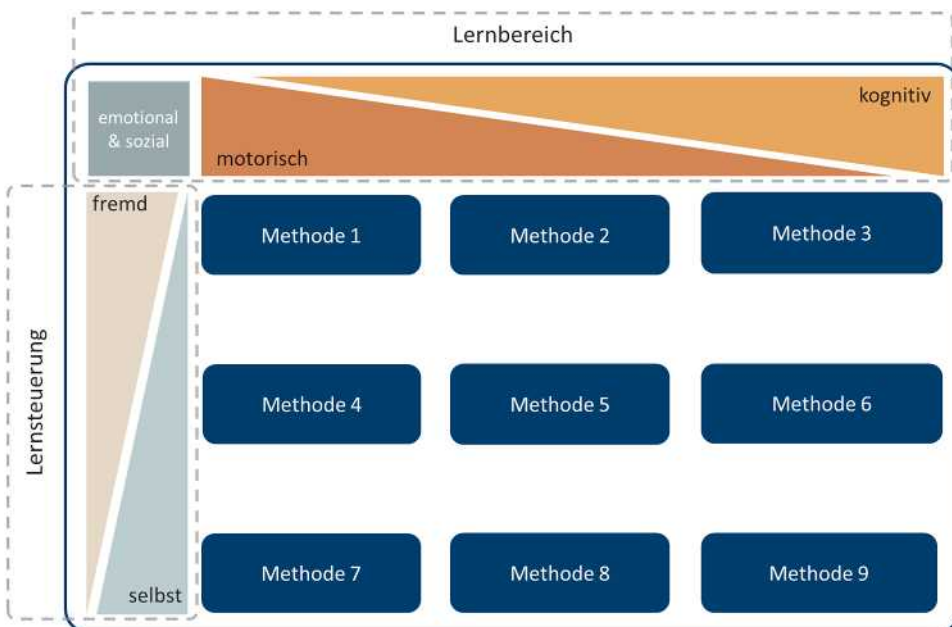 Lernbereich
emotional
& sozial
kognitiv
motorisch
Lernsteuerung
fremd
selbst
Methode 1
Methode 2
Methode 3
Methode 4
Methode 5
Methode 6
Methode 7
Methode 8
Methode 9